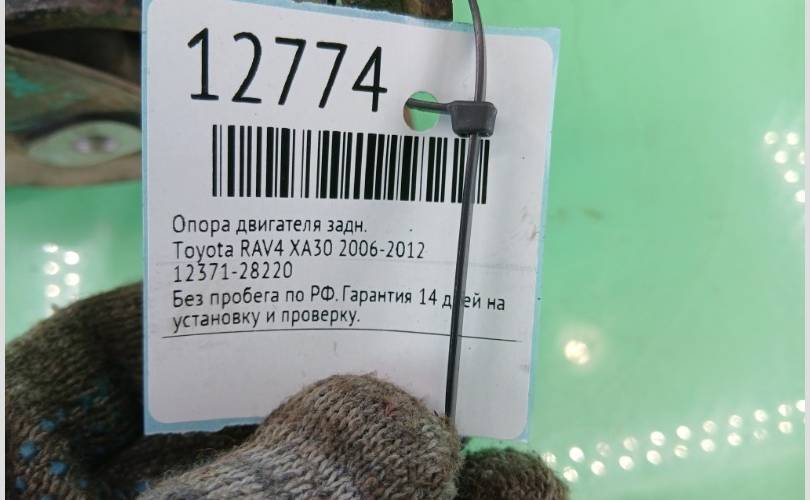 12774
Опора двигателя задн.
Toyota RAV4 XA30 2006-2012
12371-28220
Без пробега по РФ. Гарантия 14 дней на
установку и проверку.